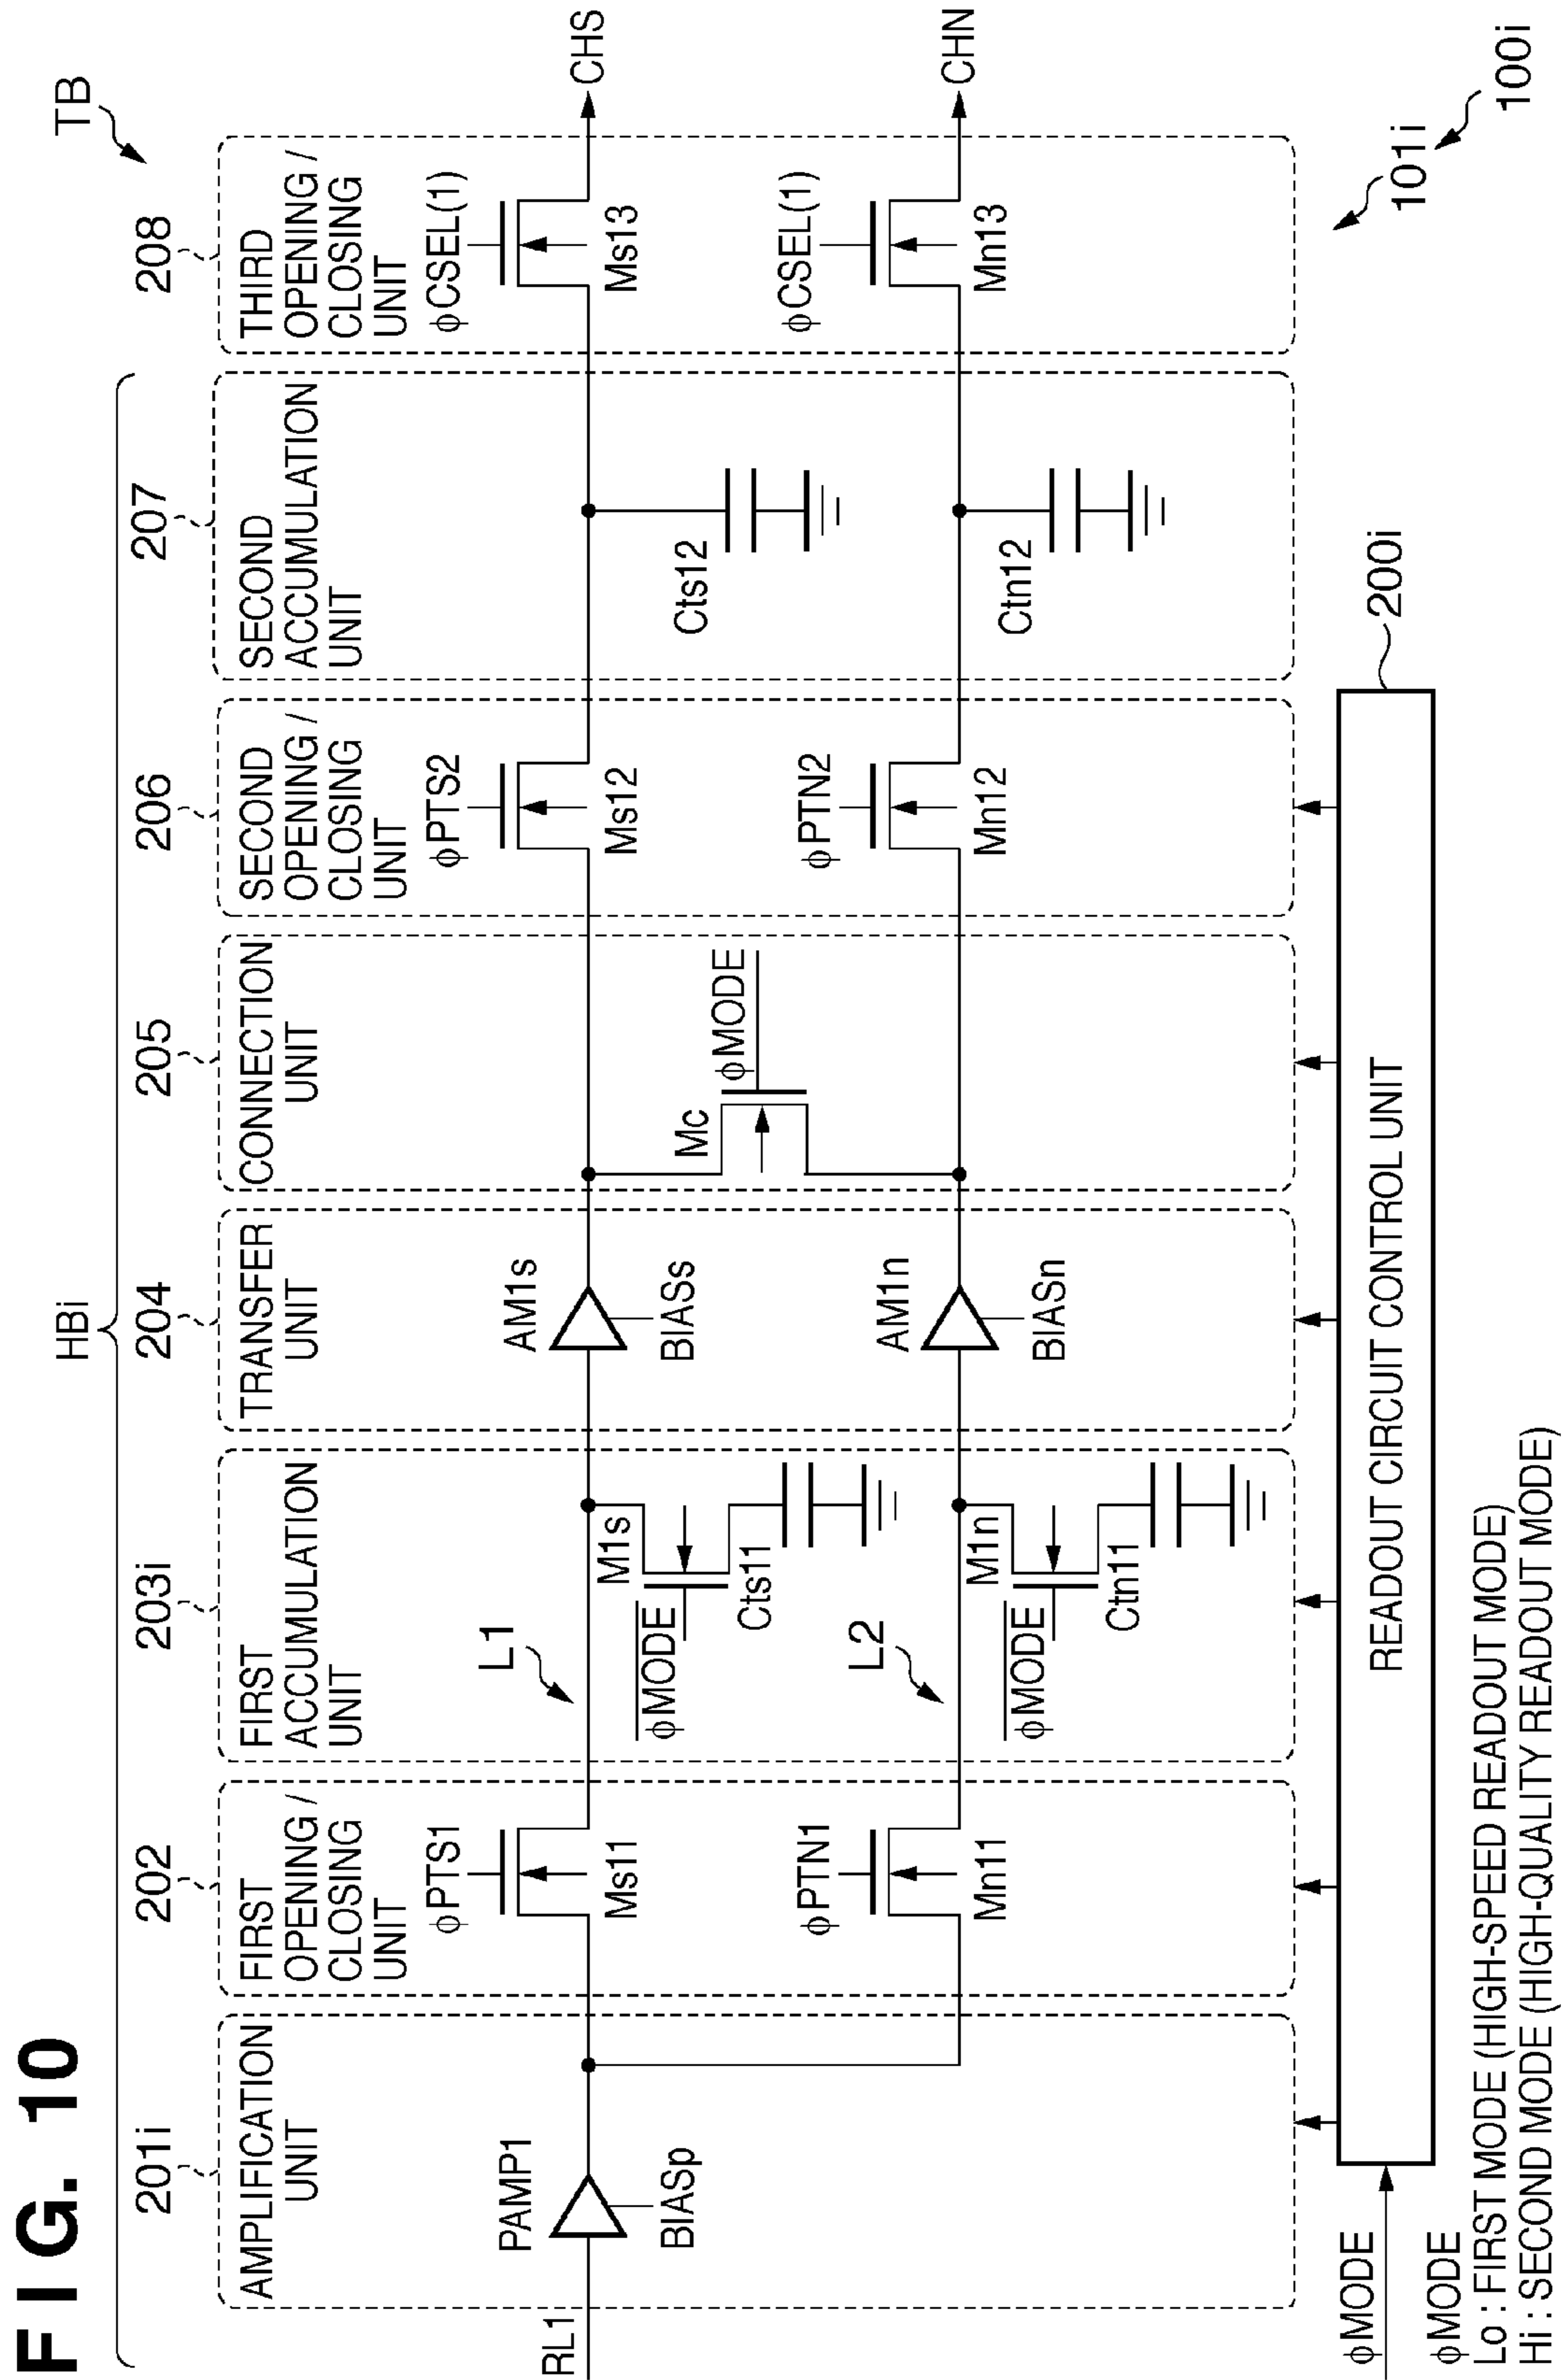 FIG. 10
HBi
TB
201i
202
203i
204
205
206
207
208
AMPLIFICATION
UNIT
FIRST
OPENING /
CLOSING
UNIT
FIRST
ACCUMULATION
UNIT
TRANSFER
UNIT
CONNECTION
UNIT
SECOND
OPENING /
CLOSING
UNIT
SECOND
ACCUMULATION
UNIT
THIRD
OPENING /
CLOSING
UNIT
RL1
PAMP1
BIASp
ϕPTS1
Ms11
L1
M1s
ϕMODE
Cts11
AM1s
BIASs
Mc
ϕMODE
ϕPTS2
Ms12
Cts12
ϕCSEL(1)
Ms13
CHS
ϕPTN1
Mn11
L2
M1n
ϕMODE
Ctn11
AM1n
BIASn
ϕPTN2
Mn12
Ctn12
ϕCSEL(1)
Mn13
CHN
ϕMODE
READOUT CIRCUIT CONTROL UNIT
200i
101i
100i
ϕMODE
Lo : FIRST MODE (HIGH-SPEED READOUT MODE)
Hi : SECOND MODE (HIGH-QUALITY READOUT MODE)